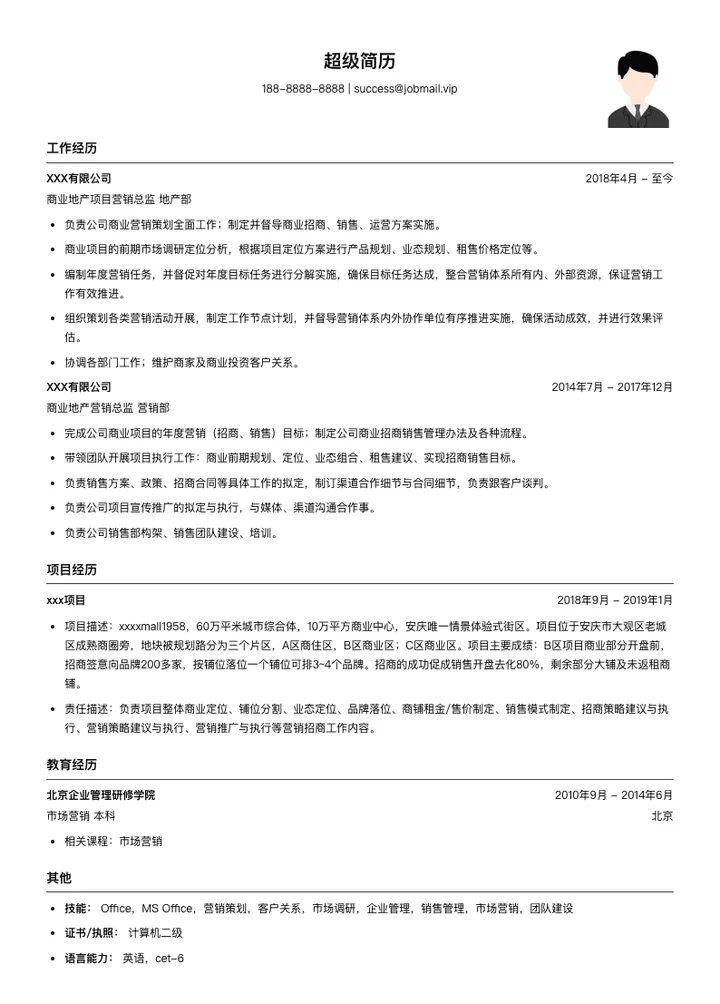 超级简历
188-8888-8888 | success@jobmail.vip
工作经历
XXX有限公司 2018年4月 – 至今
商业地产项目营销总监 地产部
• 负责公司商业营销策划全面工作；制定并督导商业招商、销售、运营方案实施。
• 商业项目的前期市场调研定位分析，根据项目定位方案进行产品规划、业态规划、租售价格定位等。
• 编制年度营销任务，并督促对年度目标任务进行分解实施，确保目标任务达成，整合营销体系所有内、外部资源，保证营销工
作有效推进。
• 组织策划各类营销活动开展，制定工作节点计划，并督导营销体系内外协作单位有序推进实施，确保活动成效，并进行效果评
估。
• 协调各部门工作；维护商家及商业投资客户关系。
XXX有限公司 2014年7月 – 2017年12月
商业地产营销总监 营销部
• 完成公司商业项目的年度营销（招商、销售）目标；制定公司商业招商销售管理办法及各种流程。
• 带领团队开展项目执行工作：商业前期规划、定位、业态组合、租售建议、实现招商销售目标。
• 负责销售方案、政策、招商合同等具体工作的拟定，制订渠道合作细节与合同细节，负责跟客户谈判。
• 负责公司项目宣传推广的拟定与执行，与媒体、渠道沟通合作事。
• 负责公司销售部构架、销售团队建设、培训。
项目经历
xxx项目 2018年9月 – 2019年1月
• 项目描述：xxxxmall1958，60万平米城市综合体，10万平方商业中心，安庆唯一情景体验式街区。项目位于安庆市大观区老城
区成熟商圈旁，地块被规划路分为三个片区，A区商住区，B区商业区；C区商业区。项目主要成绩：B区项目商业部分开盘前，
招商签意向品牌200多家，按铺位落位一个铺位可排3~4个品牌。招商的成功促成销售开盘去化80%，剩余部分大铺及未返租商
铺。
• 责任描述：负责项目整体商业定位、铺位分割、业态定位、品牌落位、商铺租金/售价制定、销售模式制定、招商策略建议与执
行、营销策略建议与执行、营销推广与执行等营销招商工作内容。
教育经历
北京企业管理研修学院 2010年9月 – 2014年6月
市场营销 本科 北京
• 相关课程：市场营销
其他
• 技能： Office，MS Office，营销策划，客户关系，市场调研，企业管理，销售管理，市场营销，团队建设
• 证书/执照： 计算机二级
• 语言能力： 英语，cet-6